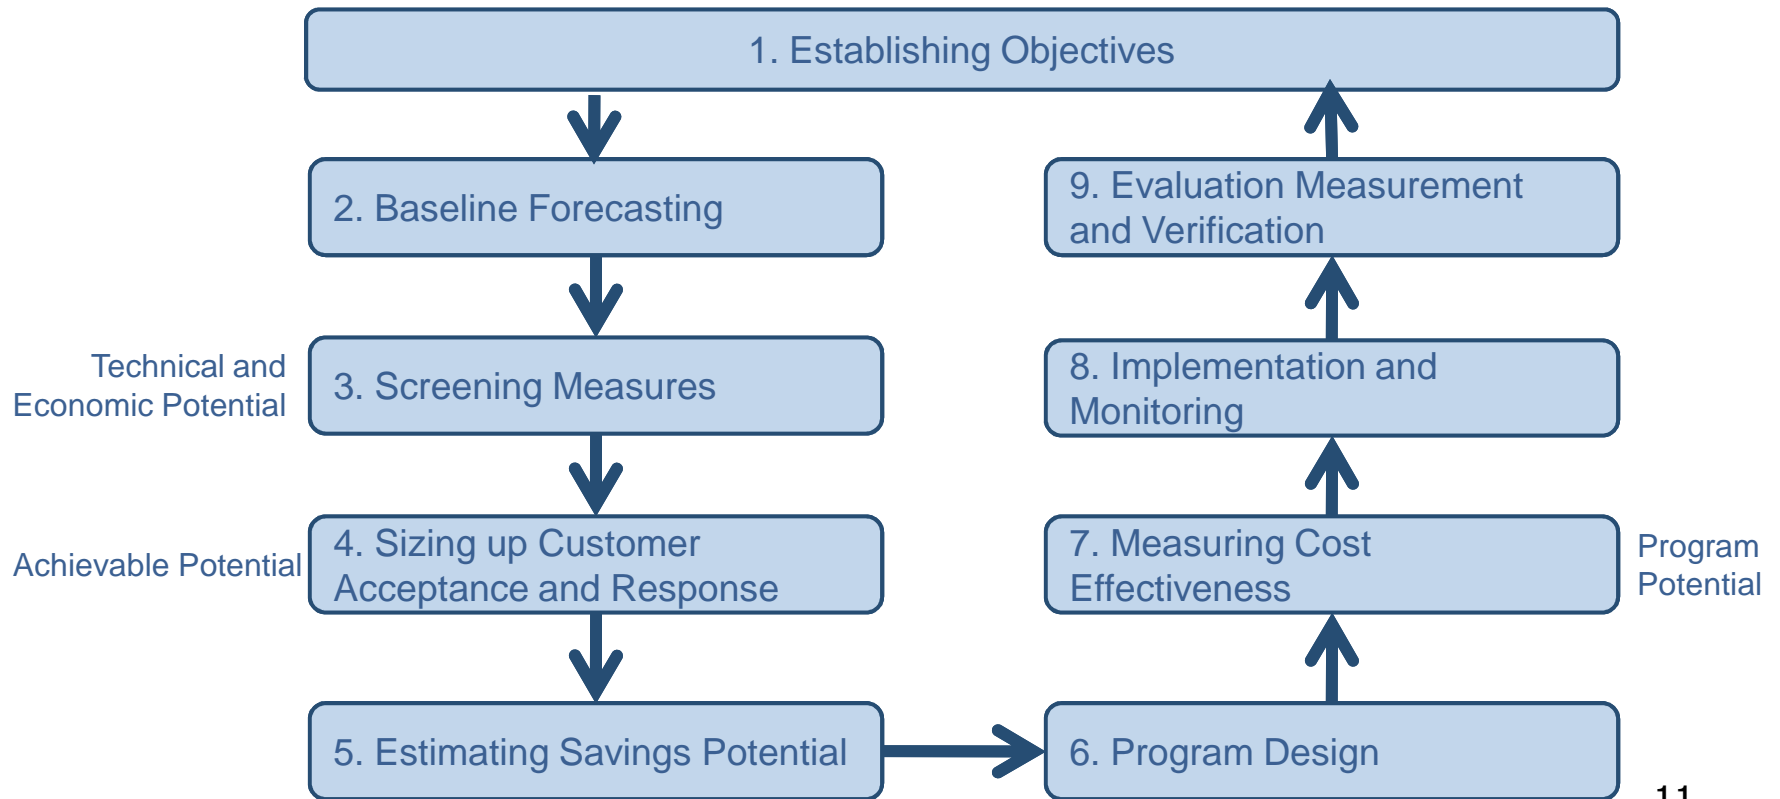 1. Establishing Objectives
2. Baseline Forecasting
9. Evaluation Measurement
and Verification
Technical and
Economic Potential
3. Screening Measures
8. Implementation and
Monitoring
Achievable Potential
4. Sizing up Customer
Acceptance and Response
7. Measuring Cost
Effectiveness
Program
Potential
5. Estimating Savings Potential
6. Program Design
11